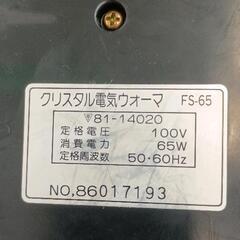 クリスタル電気ウォーマ FS-65
81-14020
定格電圧 100V
消費電力 65W
定格周波数 50・60Hz
NO,86017193